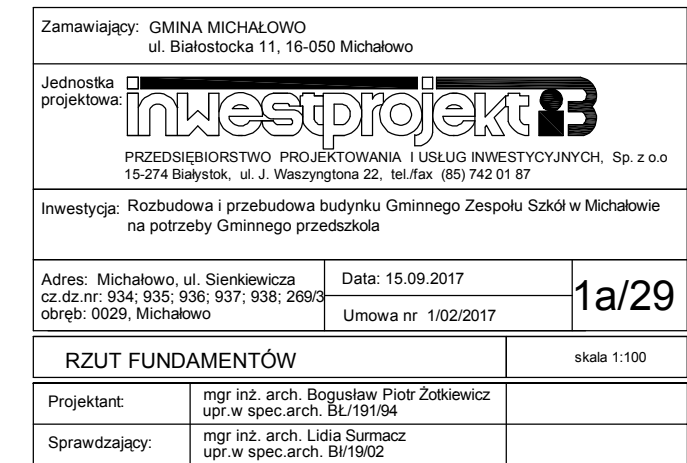 Zamawiający: GMINA MICHAŁOWO
ul. Białostocka 11, 16-050 Michałowo
Jednostka
projektowa:
inwestprojekt
PRZEDSIĘBIORSTWO PROJEKTOWANIA I USŁUG INWESTYCYJNYCH, Sp. z o.o
15-274 Białystok, ul. J. Waszyngtona 22, tel./fax (85) 742 01 87
Inwestycja: Rozbudowa i przebudowa budynku Gminnego Zespołu Szkół w Michałowie
na potrzeby Gminnego przedszkola
Adres: Michałowo, ul. Sienkiewicza
cz.dz.nr: 934; 935; 936; 937; 938; 269/3
obręb: 0029, Michałowo
Data: 15.09.2017
Umowa nr 1/02/2017
1a/29
RZUT FUNDAMENTÓW
skala 1:100
Projektant:
mgr inż. arch. Bogusław Piotr Żotkiewicz
upr.w spec.arch. BŁ/191/94
Sprawdzający:
mgr inż. arch. Lidia Surmacz
upr.w spec.arch. Bł/19/02